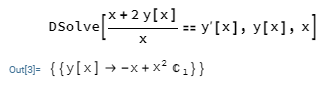 DSolve[(x + 2 y[x])/x == y′[x], y[x], x]
Out[3]= {{y[x] → -x + x² ℂ₁}}